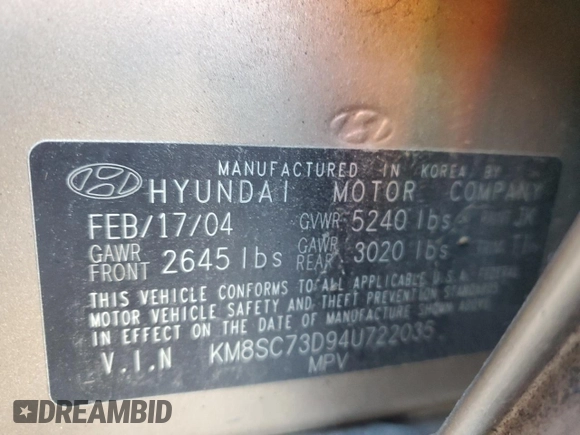 MANUFACTURED IN KOREA BY
HYUNDAI MOTOR COMPANY
FEB/17/04 GVWR 5240 lbs JK
GAWR FRONT 2645 lbs GAWR REAR 3020 lbs
THIS VEHICLE CONFORMS TO ALL APPLICABLE U.S.A. FEDERAL
MOTOR VEHICLE SAFETY AND THEFT PREVENTION STANDARDS
IN EFFECT ON THE DATE OF MANUFACTURE SHOWN ABOVE.
V.I.N KM8SC73D94U722036
MPV
DREAMBID